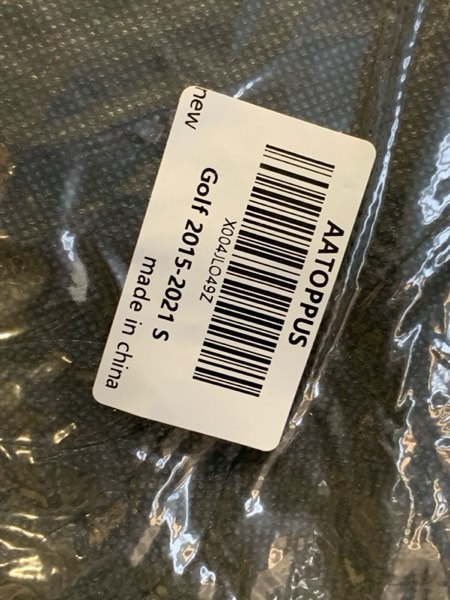 AATOPPUS
X004JLO49Z
Golf 2015-2021 S
new
made in china